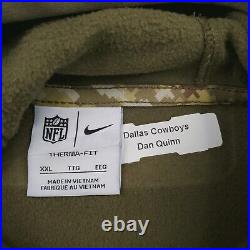 NFL
THERMA-FIT
XXL TTG EEG
MADE IN VIETNAM
FABRIQUÉ AU VIETNAM
Dallas Cowboys
Dan Quinn